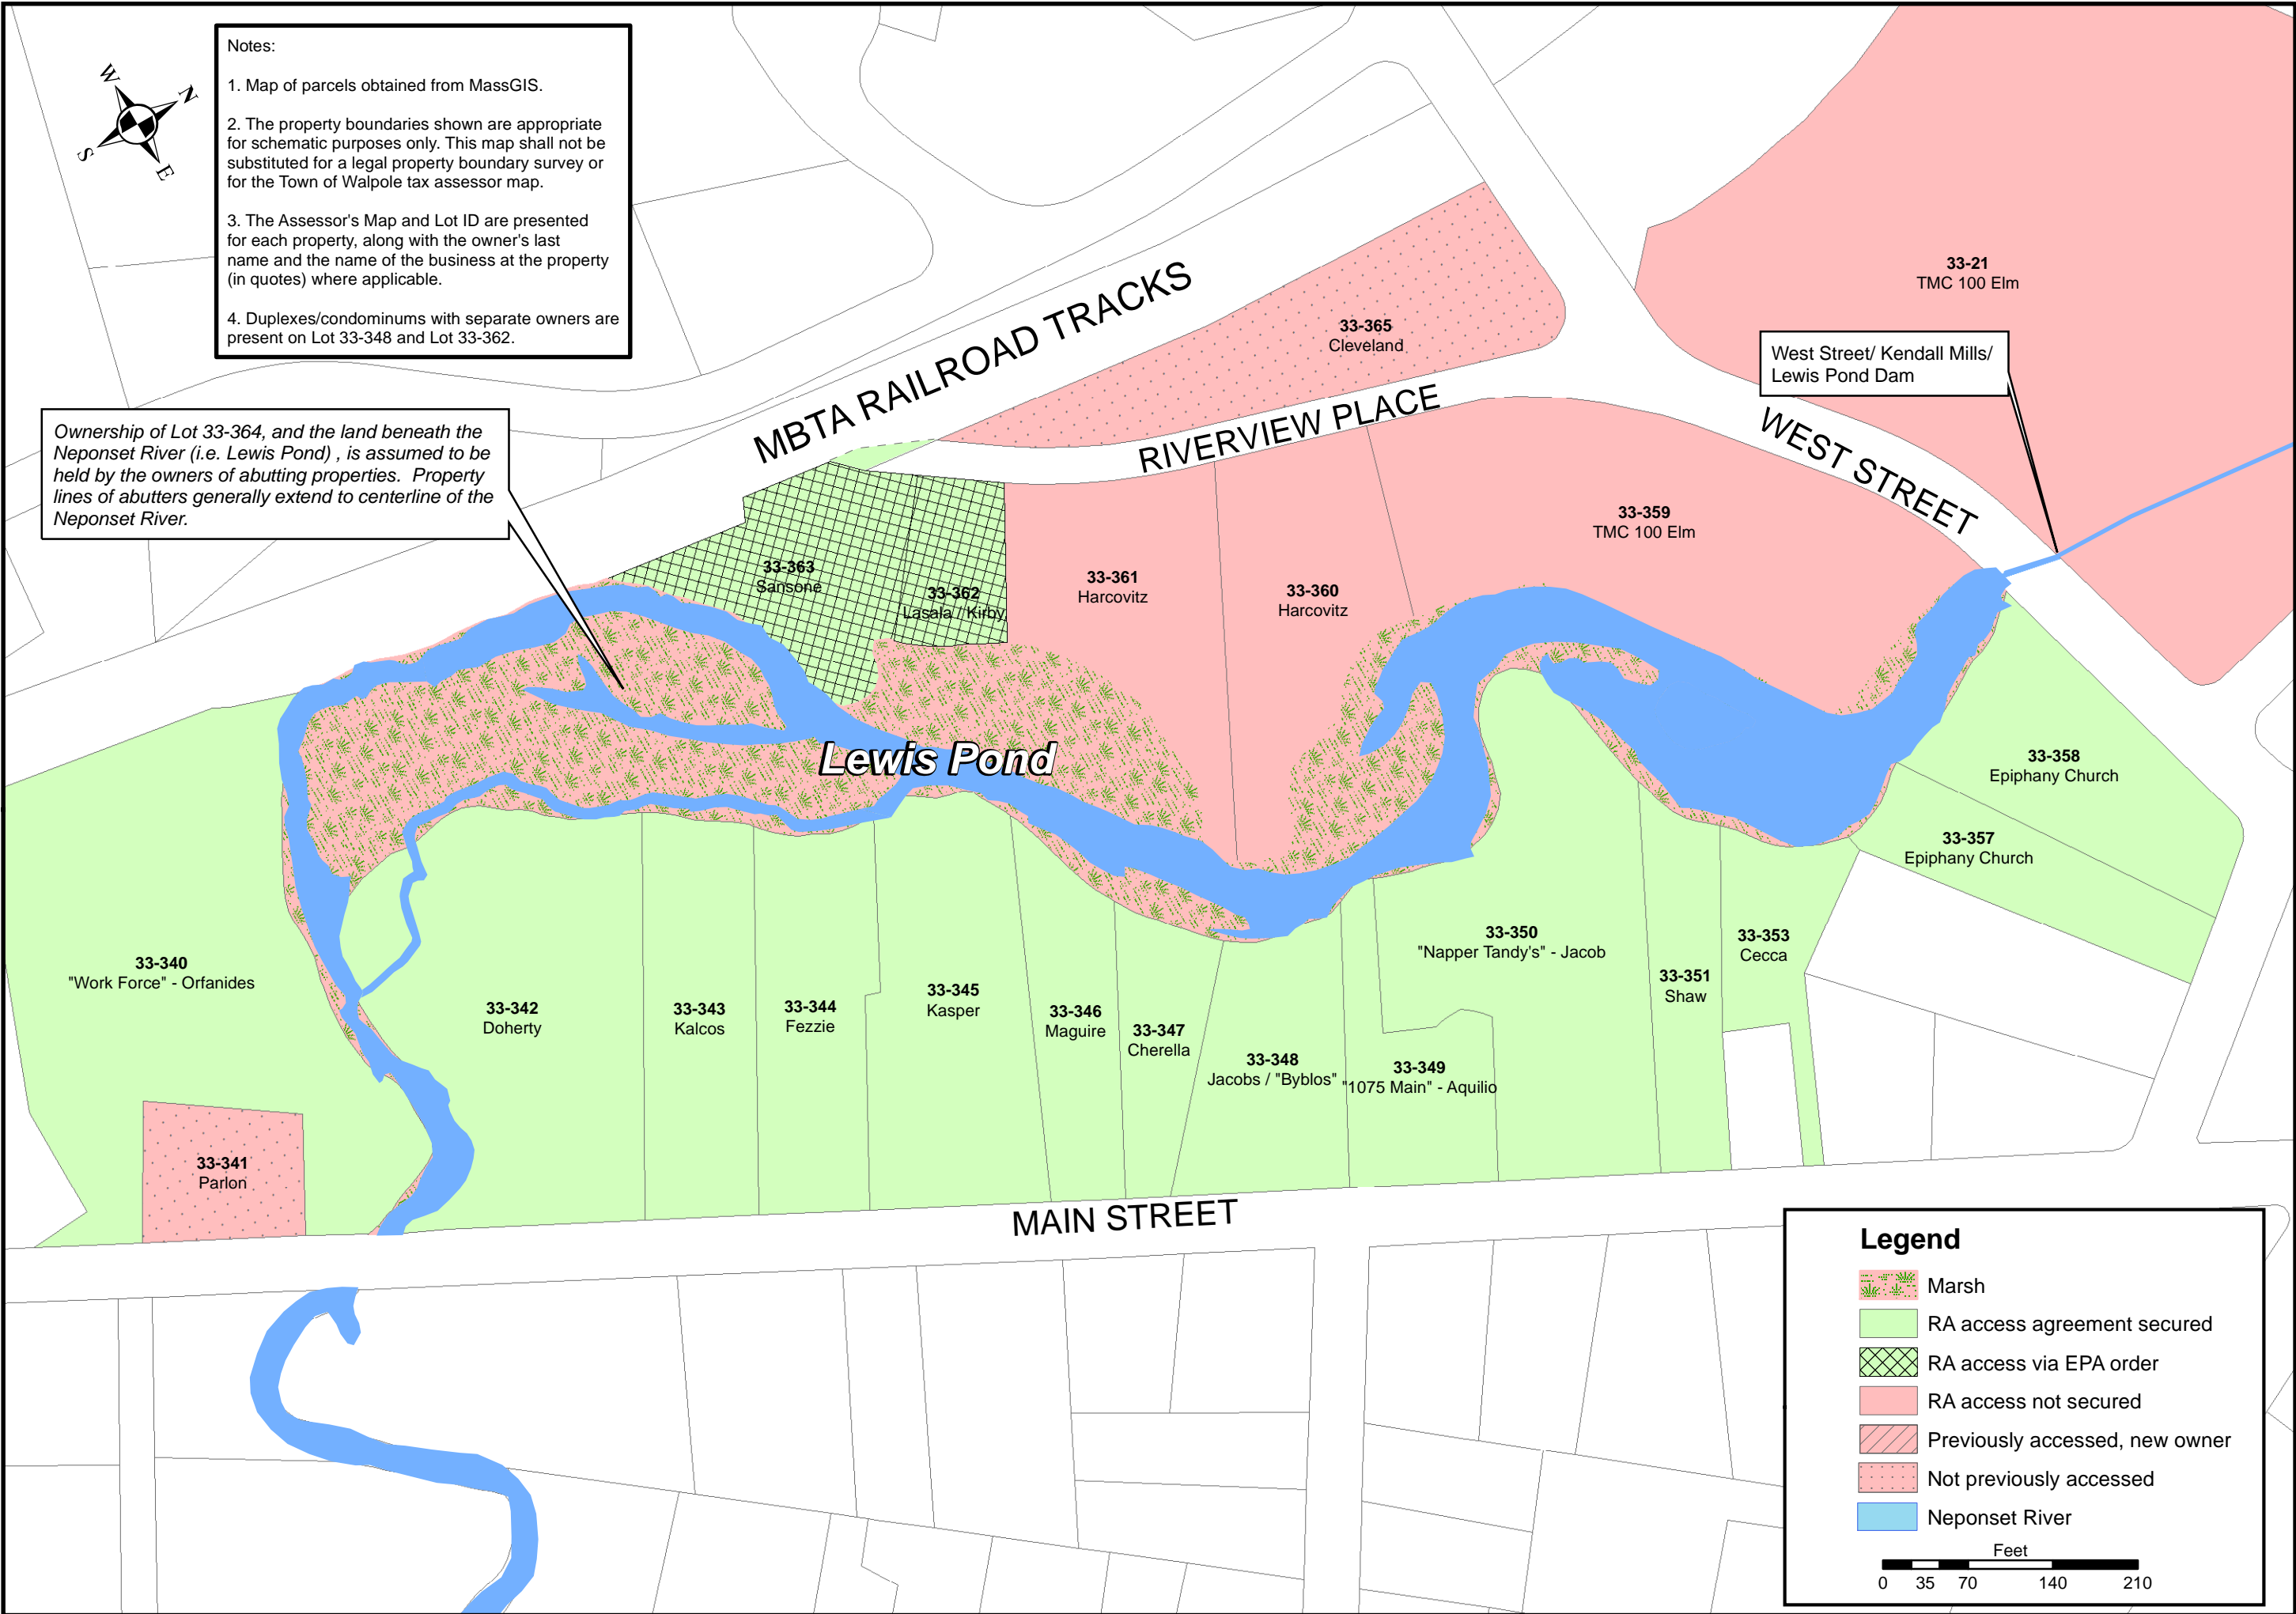 Notes:
1. Map of parcels obtained from MassGIS.
2. The property boundaries shown are appropriate
for schematic purposes only. This map shall not be
substituted for a legal property boundary survey or
for the Town of Walpole tax assessor map.
3. The Assessor's Map and Lot ID are presented
for each property, along with the owner's last
name and the name of the business at the property
(in quotes) where applicable.
4. Duplexes/condominums with separate owners are
present on Lot 33-348 and Lot 33-362.
W
N
S
E
33-21
TMC 100 Elm
MBTA RAILROAD TRACKS
33-365
Cleveland
West Street/ Kendall Mills/
Lewis Pond Dam
RIVERVIEW PLACE
WEST STREET
Ownership of Lot 33-364, and the land beneath the
Neponset River (i.e. Lewis Pond) , is assumed to be
held by the owners of abutting properties. Property
lines of abutters generally extend to centerline of the
Neponset River.
33-363
Sansone
33-362
Lasala / Kirby
33-361
Harcovitz
33-360
Harcovitz
33-359
TMC 100 Elm
Lewis Pond
33-358
Epiphany Church
33-357
Epiphany Church
33-340
"Work Force" - Orfanides
33-342
Doherty
33-343
Kalcos
33-344
Fezzie
33-345
Kasper
33-346
Maguire
33-347
Cherella
33-348
Jacobs / "Byblos"
33-349
"1075 Main" - Aquilio
33-350
"Napper Tandy's" - Jacob
33-351
Shaw
33-353
Cecca
33-341
Parlon
MAIN STREET
Legend
Marsh
RA access agreement secured
RA access via EPA order
RA access not secured
Previously accessed, new owner
Not previously accessed
Neponset River
Feet
0 35 70 140 210